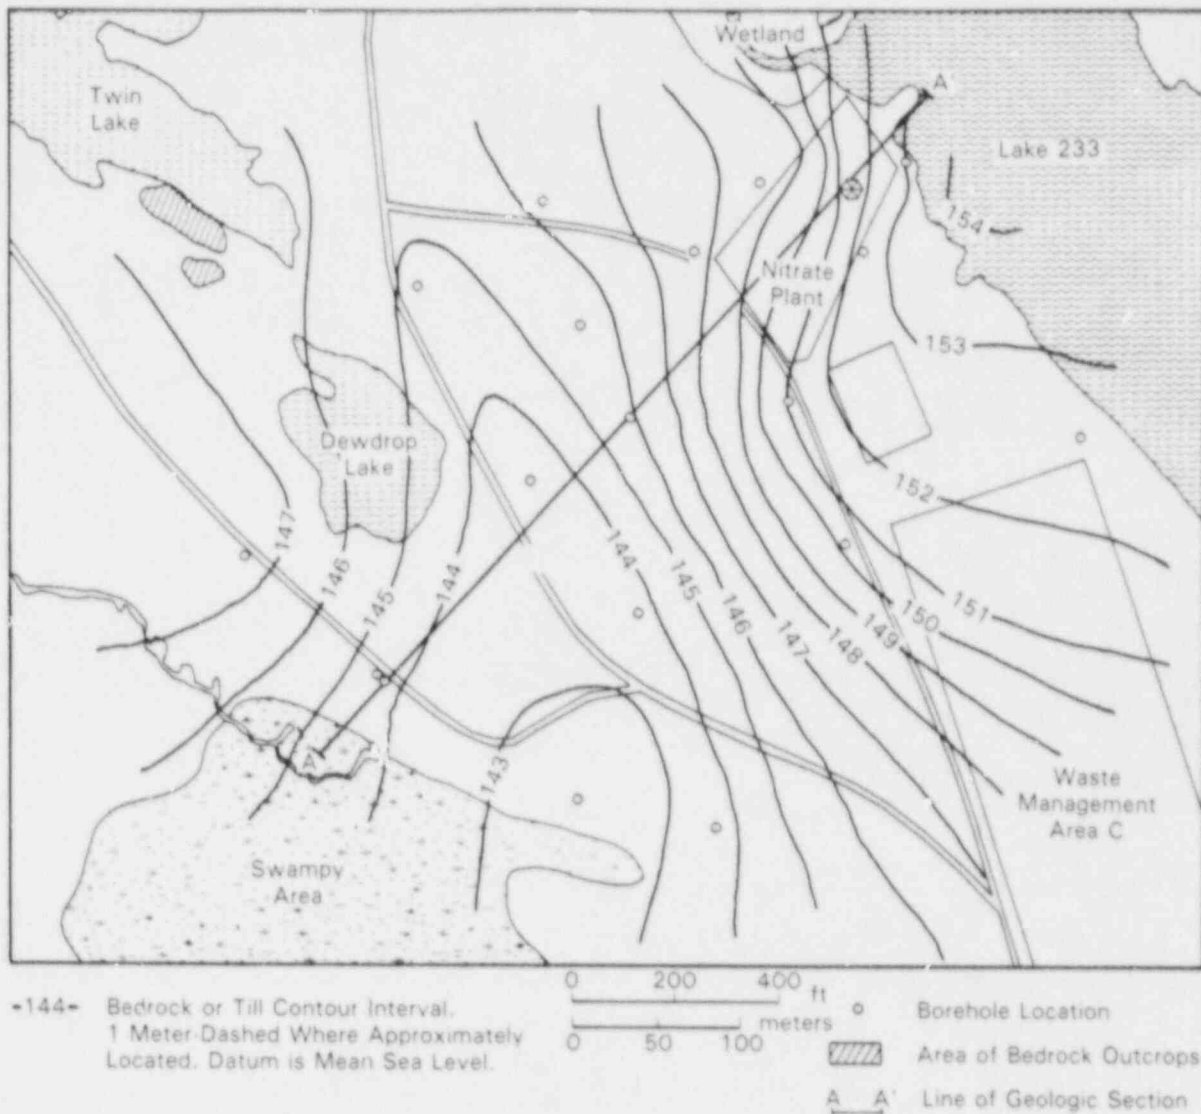 Wetland
A'
Twin
Lake
Lake 233
154
Nitrate
Plant
153
Dewdrop
Lake
152
147
146
145
144
144
145
146
147
148
149
150
151
143
A
Waste
Management
Area C
Swampy
Area
-144- Bedrock or Till Contour Interval.
1 Meter-Dashed Where Approximately
Located. Datum is Mean Sea Level.
0 200 400 ft
meters
0 50 100
Borehole Location
Area of Bedrock Outcrops
A A' Line of Geologic Section